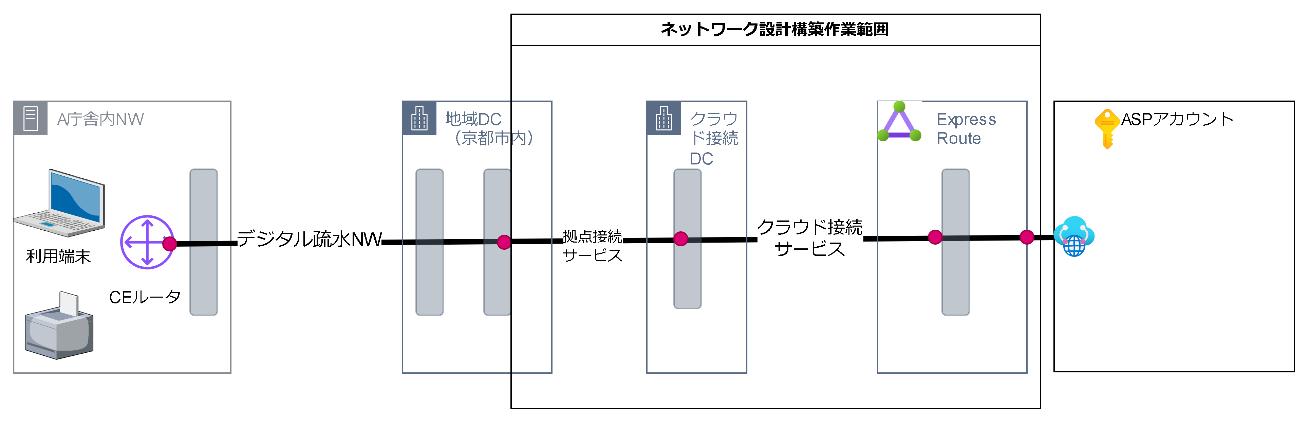 ネットワーク設計構築作業範囲
A庁舎内NW
利用端末
CEルータ
デジタル疏水NW
地域DC
（京都市内）
拠点接続
サービス
クラウ
ド接続
DC
クラウド接続
サービス
Express
Route
ASPアカウント